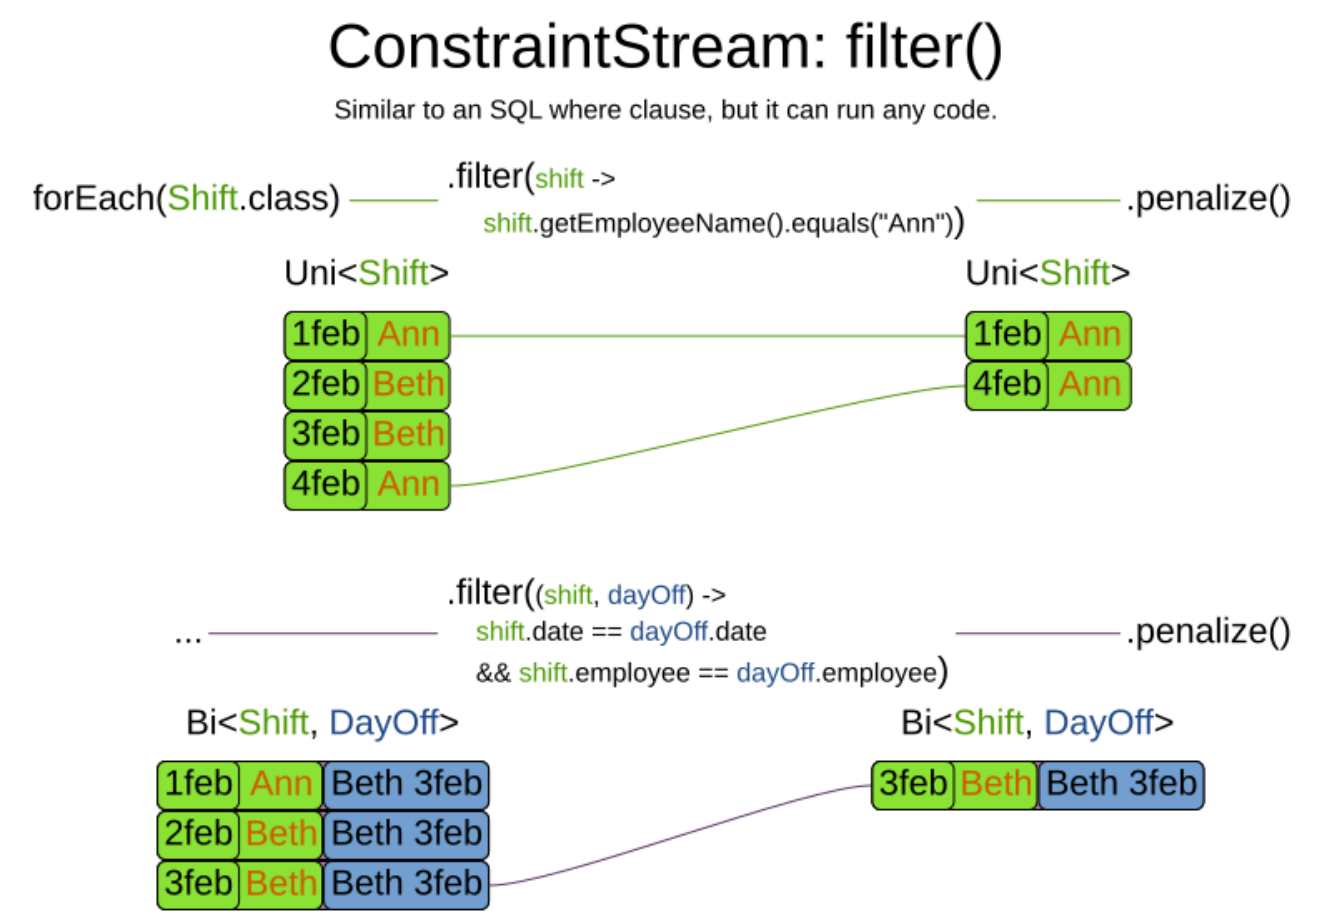 ConstraintStream: filter()
Similar to an SQL where clause, but it can run any code.
forEach(Shift.class)
.filter(shift ->
shift.getEmployeeName().equals("Ann"))
.penalize()
Uni<Shift>
Uni<Shift>
1feb Ann
1feb Ann
2feb Beth
4feb Ann
3feb Beth
4feb Ann
.filter((shift, dayOff) ->
... shift.date == dayOff.date .penalize()
&& shift.employee == dayOff.employee)
Bi<Shift, DayOff>
Bi<Shift, DayOff>
1feb Ann Beth 3feb
3feb Beth Beth 3feb
2feb Beth Beth 3feb
3feb Beth Beth 3feb